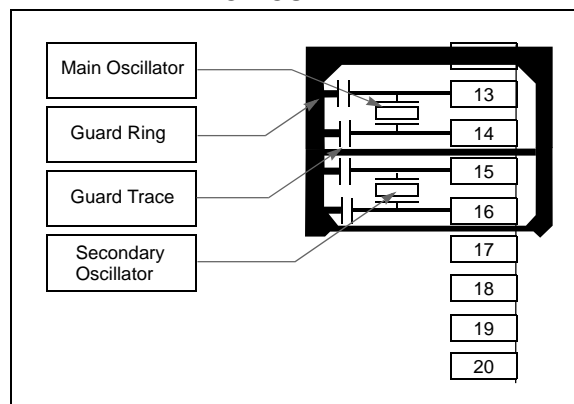 Main Oscillator
Guard Ring
Guard Trace
Secondary
Oscillator
13
14
15
16
17
18
19
20